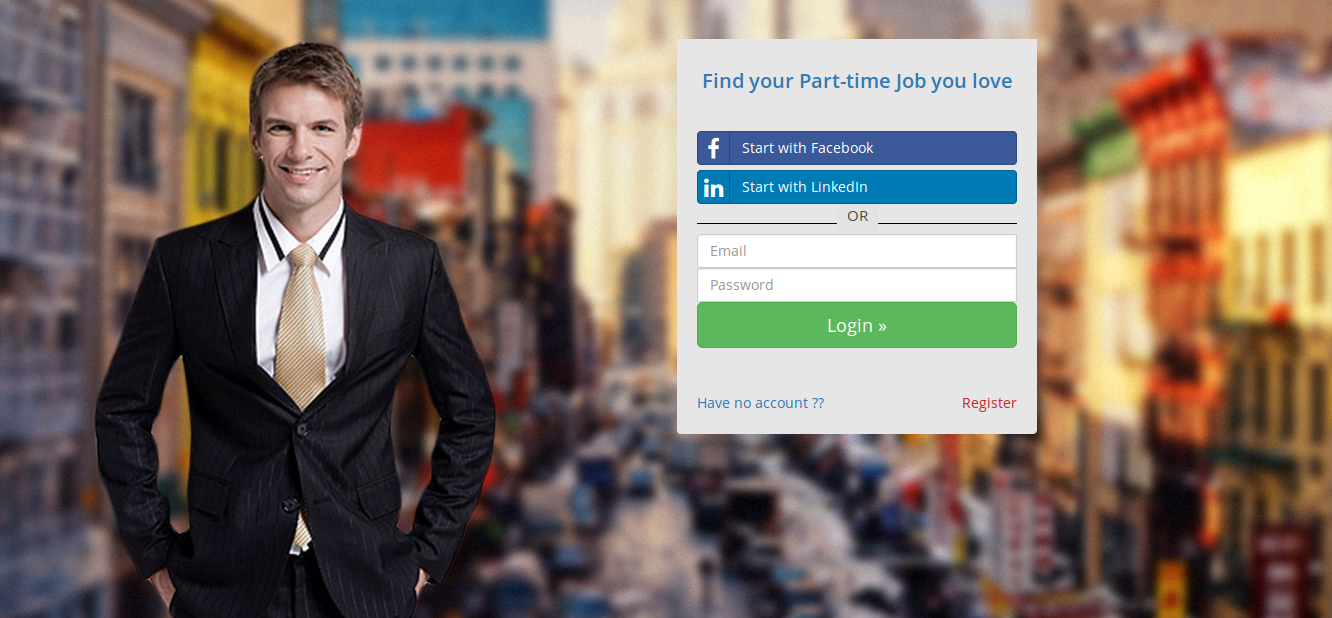 Find your Part-time Job you love
f Start with Facebook
in Start with LinkedIn
OR
Email
Password
Login »
Have no account ?? Register